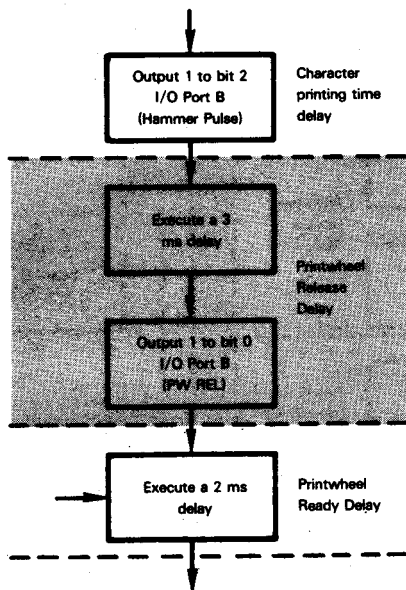 Output 1 to bit 2
I/O Port B
(Hammer Pulse)
Character
printing time
delay
Execute a 3
ms delay
Printwheel
Release
Delay
Output 1 to bit 0
I/O Port B
(PW REL)
Execute a 2 ms
delay
Printwheel
Ready Delay